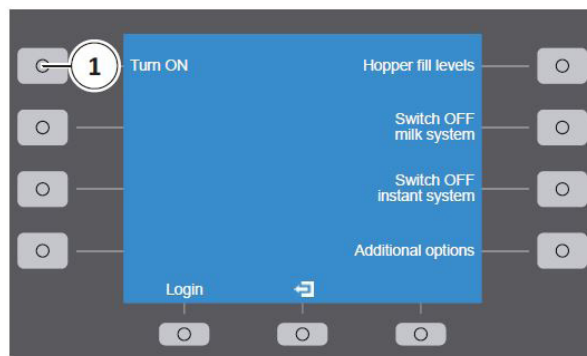 1
Turn ON
Hopper fill levels
Switch OFF
milk system
Switch OFF
instant system
Additional options
Login